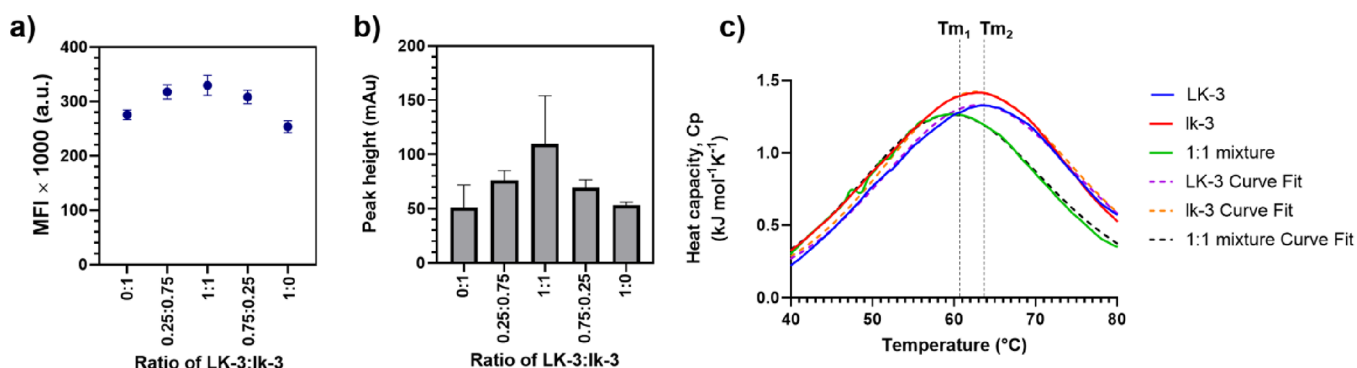 a)
MFI × 1000 (a.u.)
400
300
200
100
0
0:1
0.25:0.75
1:1
0.75:0.25
1:0
Ratio of LK-3:lk-3
b)
Peak height (mAu)
200
150
100
50
0
0:1
0.25:0.75
1:1
0.75:0.25
1:0
Ratio of LK-3:lk-3
c)
Tm₁ Tm₂
Heat capacity, Cp
(kJ mol⁻¹K⁻¹)
1.5
1.0
0.5
0.0
40 50 60 70 80
Temperature (°C)
LK-3
lk-3
1:1 mixture
LK-3 Curve Fit
lk-3 Curve Fit
1:1 mixture Curve Fit